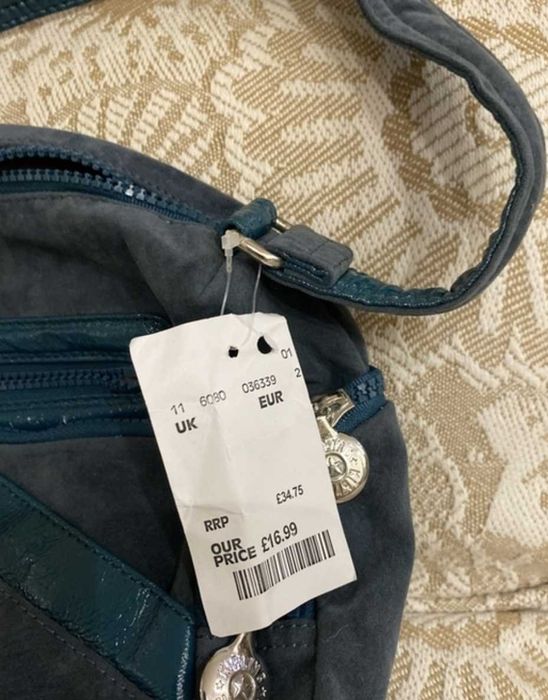 01
11 6080 036339 2
UK EUR
£34.75
RRP
OUR
PRICE £16.99